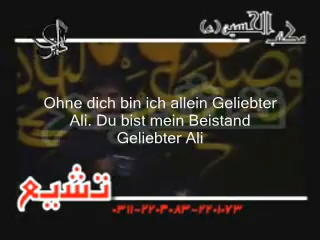 مکتب الحسین (ع)
Ohne dich bin ich allein Geliebter
Ali. Du bist mein Beistand
Geliebter Ali
تشیع
۰۳۱۱-۲۲۰۳۰۸۳-۲۲۰۱۰۷۳